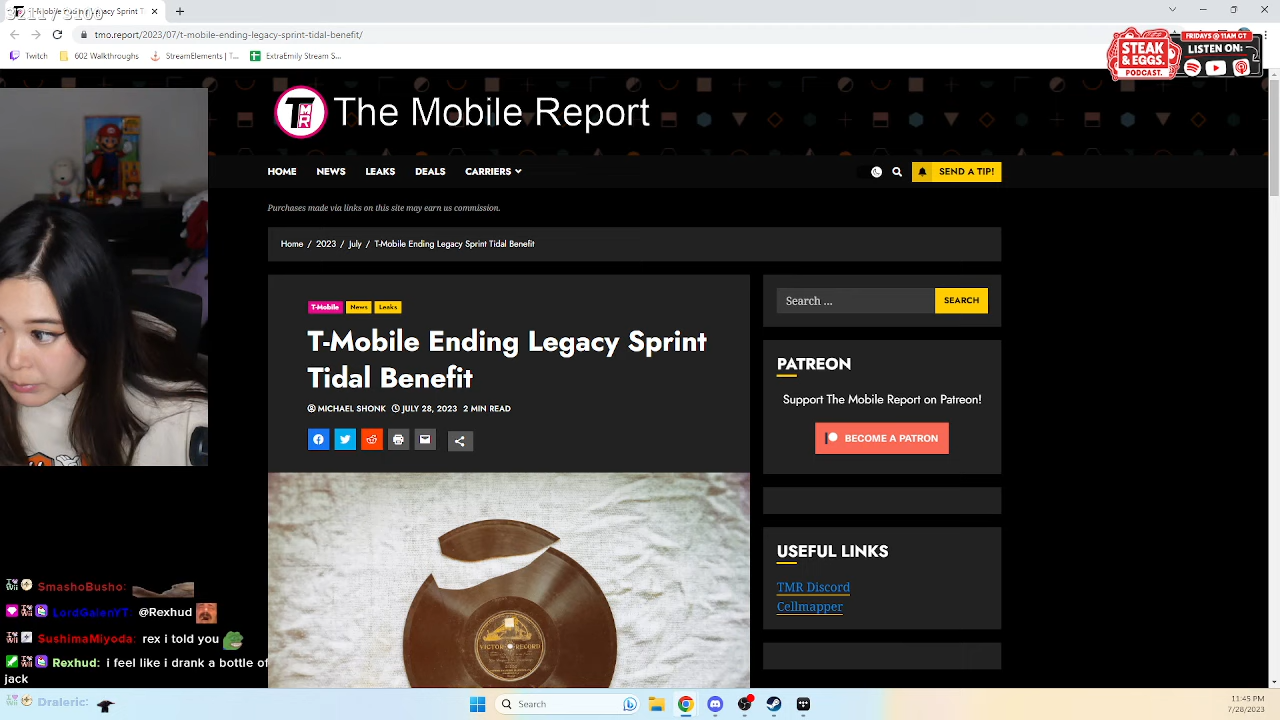 tmo.report/2023/07/t-mobile-ending-legacy-sprint-tidal-benefit/
Twitch
602 Walkthroughs
ExtraEmily Stream S...
FRIDAYS @ 11AM CT
STEAK
& EGGS.
PODCAST.
LISTEN ON:
TMR
The Mobile Report
HOME
NEWS
LEAKS
DEALS
CARRIERS
SEND A TIP!
Purchases made via links on this site may earn us commission.
Home / 2023 / July / T-Mobile Ending Legacy Sprint Tidal Benefit
T-Mobile
News
Leaks
T-Mobile Ending Legacy Sprint
Tidal Benefit
MICHAEL SHONK
JULY 28, 2023
2 MIN READ
Search ...
SEARCH
PATREON
Support The Mobile Report on Patreon!
BECOME A PATRON
USEFUL LINKS
TMR Discord
Cellmapper
VICTOR RECORD
SmashoBusho:
LordGalenYT: @Rexhud
SushimaMiyoda: rex i told you
Rexhud: i feel like i drank a bottle of
jack
Draleric:
Search
11:45 PM
7/28/2023